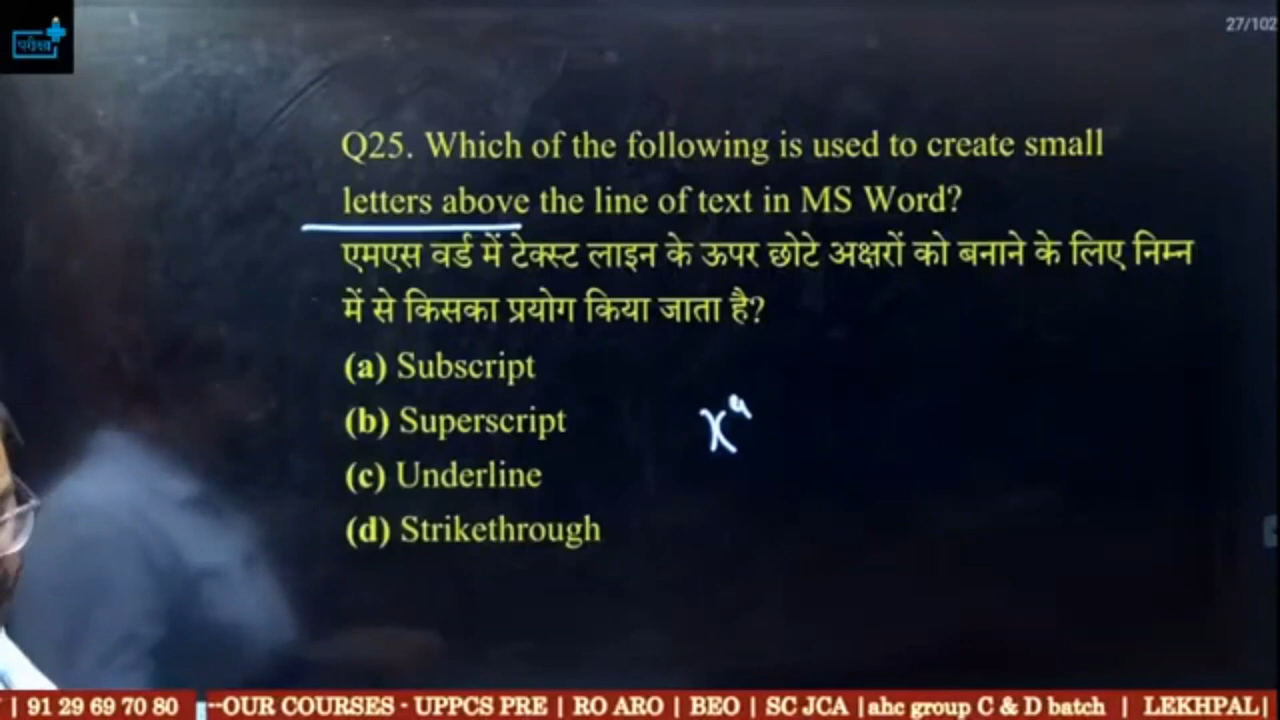 परीक्षा
27/102
Q25. Which of the following is used to create small
letters above the line of text in MS Word?
एमएस वर्ड में टेक्स्ट लाइन के ऊपर छोटे अक्षरों को बनाने के लिए निम्न
में से किसका प्रयोग किया जाता है?
(a) Subscript
(b) Superscript
(c) Underline
(d) Strikethrough
| 91 29 69 70 80 --OUR COURSES - UPPCS PRE | RO ARO | BEO | SC JCA |ahc group C & D batch | LEKHPAL|